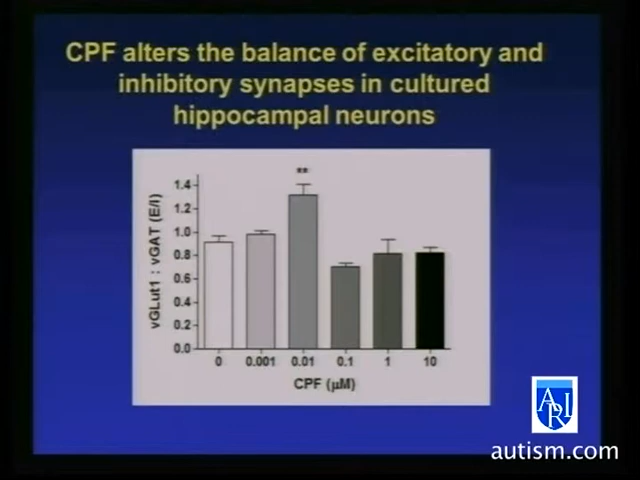 CPF alters the balance of excitatory and
inhibitory synapses in cultured
hippocampal neurons
**
1.4
1.2
1.0
0.8
0.6
0.4
0.2
0.0
vGLut1 : vGAT (E/I)
0 0.001 0.01 0.1 1 10
CPF (µM)
ARI
autism.com